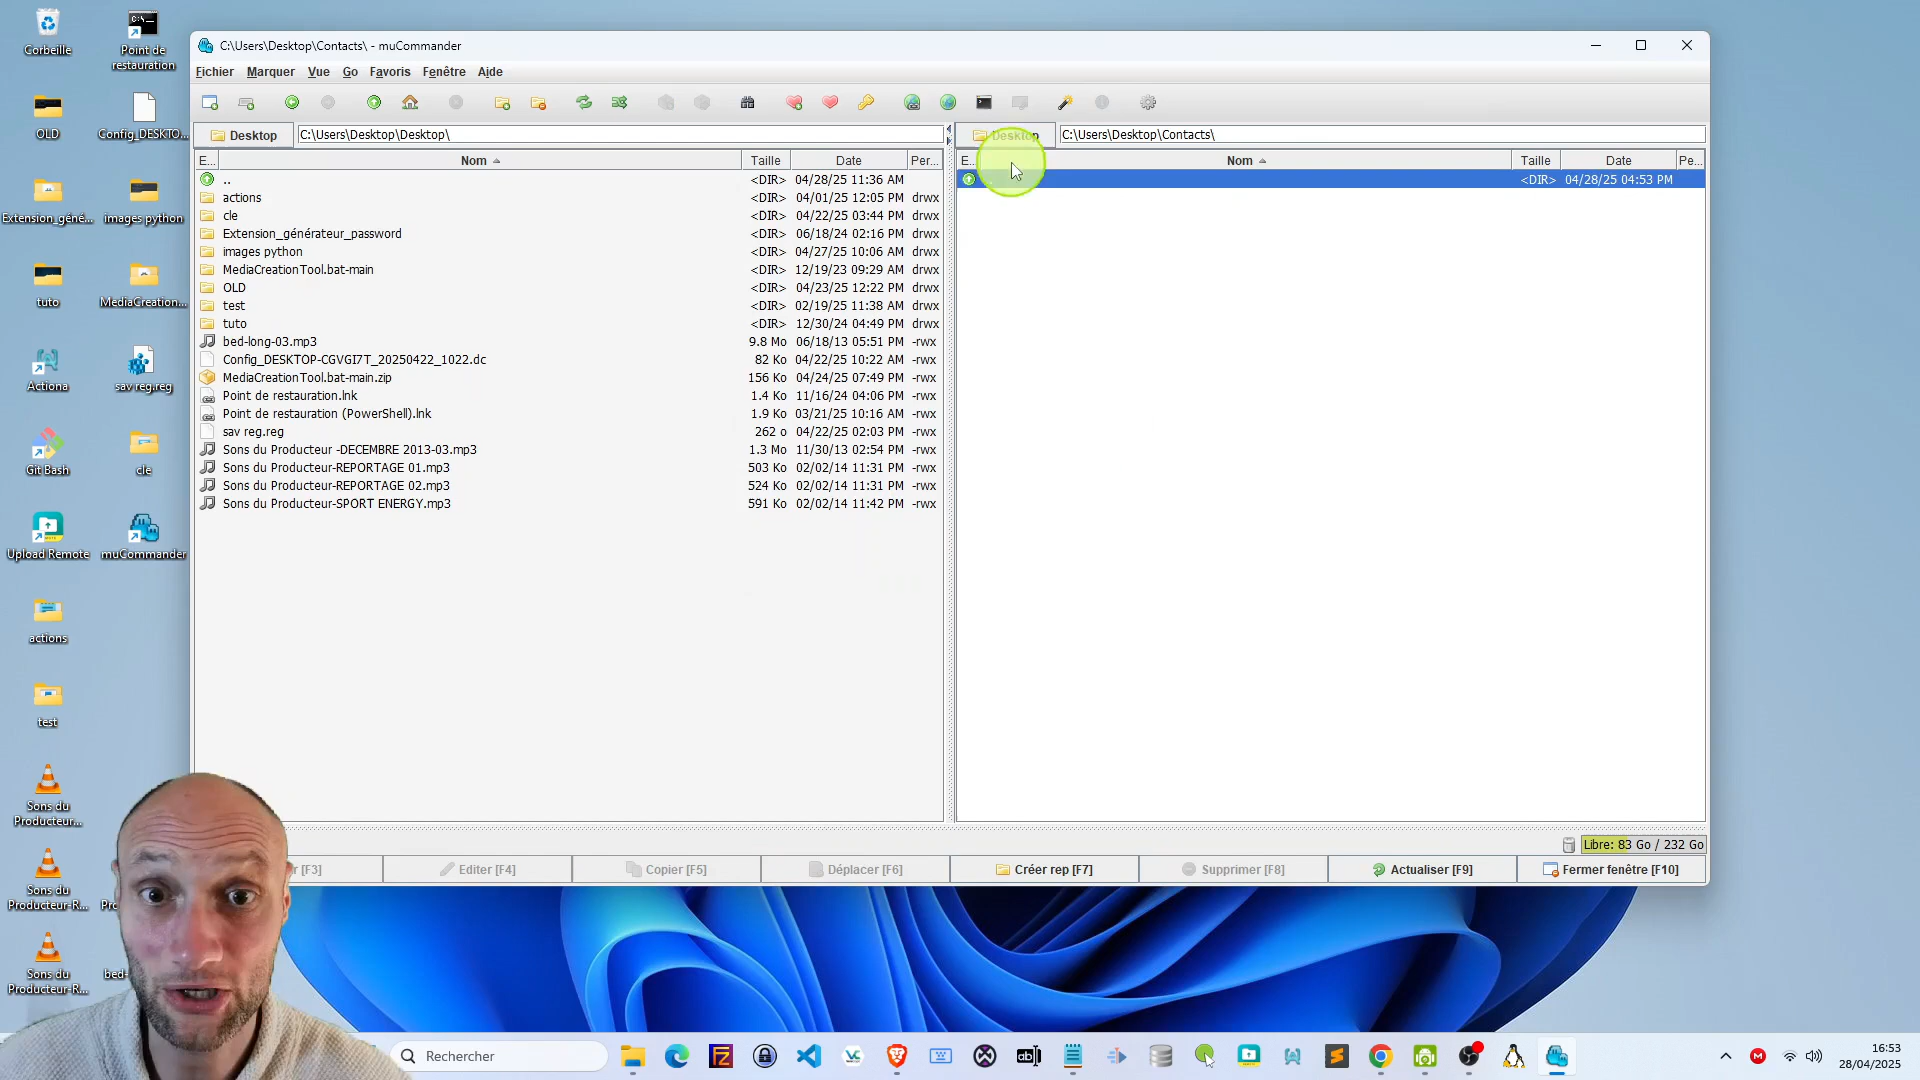 Corbeille
Point de
restauration
OLD
Config_DESKTO...
Extension_géné...
images python
tuto
MediaCreation...
Actiona
sav reg.reg
Git Bash
cle
Upload Remote
muCommander
actions
test
Sons du
Producteur...
Sons du
Producteur-R...
Sons du
Producteur-R...
bed-
C:\Users\Desktop\Contacts\ - muCommander
Fichier Marquer Vue Go Favoris Fenêtre Aide
Desktop C:\Users\Desktop\Desktop\
E... Nom Taille Date Per...
.. <DIR> 04/28/25 11:36 AM
actions <DIR> 04/01/25 12:05 PM drwx
cle <DIR> 04/22/25 03:44 PM drwx
Extension_générateur_password <DIR> 06/18/24 02:16 PM drwx
images python <DIR> 04/27/25 10:06 AM drwx
MediaCreationTool.bat-main <DIR> 12/19/23 09:29 AM drwx
OLD <DIR> 04/23/25 12:22 PM drwx
test <DIR> 02/19/25 11:38 AM drwx
tuto <DIR> 12/30/24 04:49 PM drwx
bed-long-03.mp3 9.8 Mo 06/18/13 05:51 PM -rwx
Config_DESKTOP-CGVGI7T_20250422_1022.dc 82 Ko 04/22/25 10:22 AM -rwx
MediaCreationTool.bat-main.zip 156 Ko 04/24/25 07:49 PM -rwx
Point de restauration.lnk 1.4 Ko 11/16/24 04:06 PM -rwx
Point de restauration (PowerShell).lnk 1.9 Ko 03/21/25 10:16 AM -rwx
sav reg.reg 262 o 04/22/25 02:03 PM -rwx
Sons du Producteur -DECEMBRE 2013-03.mp3 1.3 Mo 11/30/13 02:54 PM -rwx
Sons du Producteur-REPORTAGE 01.mp3 503 Ko 02/02/14 11:31 PM -rwx
Sons du Producteur-REPORTAGE 02.mp3 524 Ko 02/02/14 11:31 PM -rwx
Sons du Producteur-SPORT ENERGY.mp3 591 Ko 02/02/14 11:42 PM -rwx
Desktop C:\Users\Desktop\Contacts\
E... Nom Taille Date Pe...
<DIR> 04/28/25 04:53 PM
Libre: 83 Go / 232 Go
[F3] Editer [F4] Copier [F5] Déplacer [F6] Créer rep [F7] Supprimer [F8] Actualiser [F9] Fermer fenêtre [F10]
Rechercher
16:53
28/04/2025